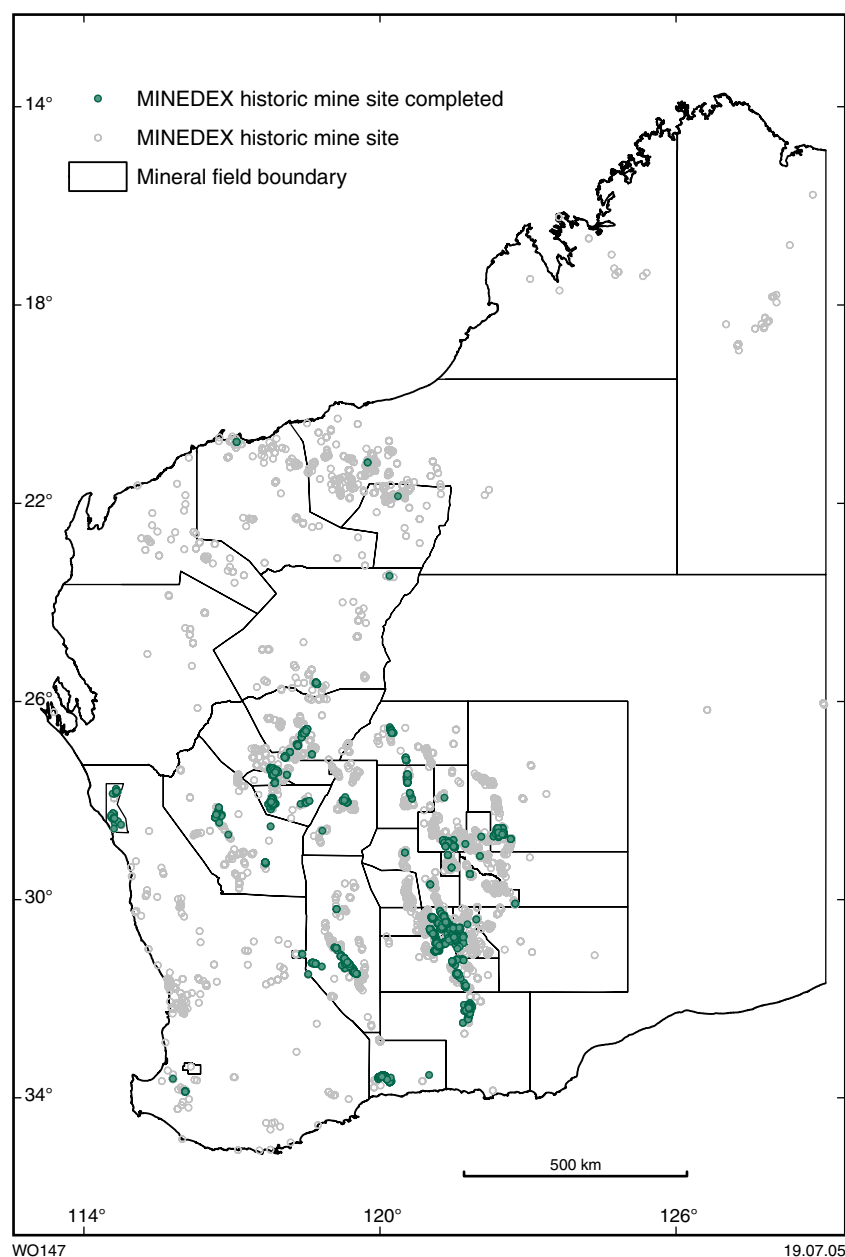 MINEDEX historic mine site completed
MINEDEX historic mine site
Mineral field boundary
14°
18°
22°
26°
30°
34°
500 km
114° 120° 126°
WO147 19.07.05